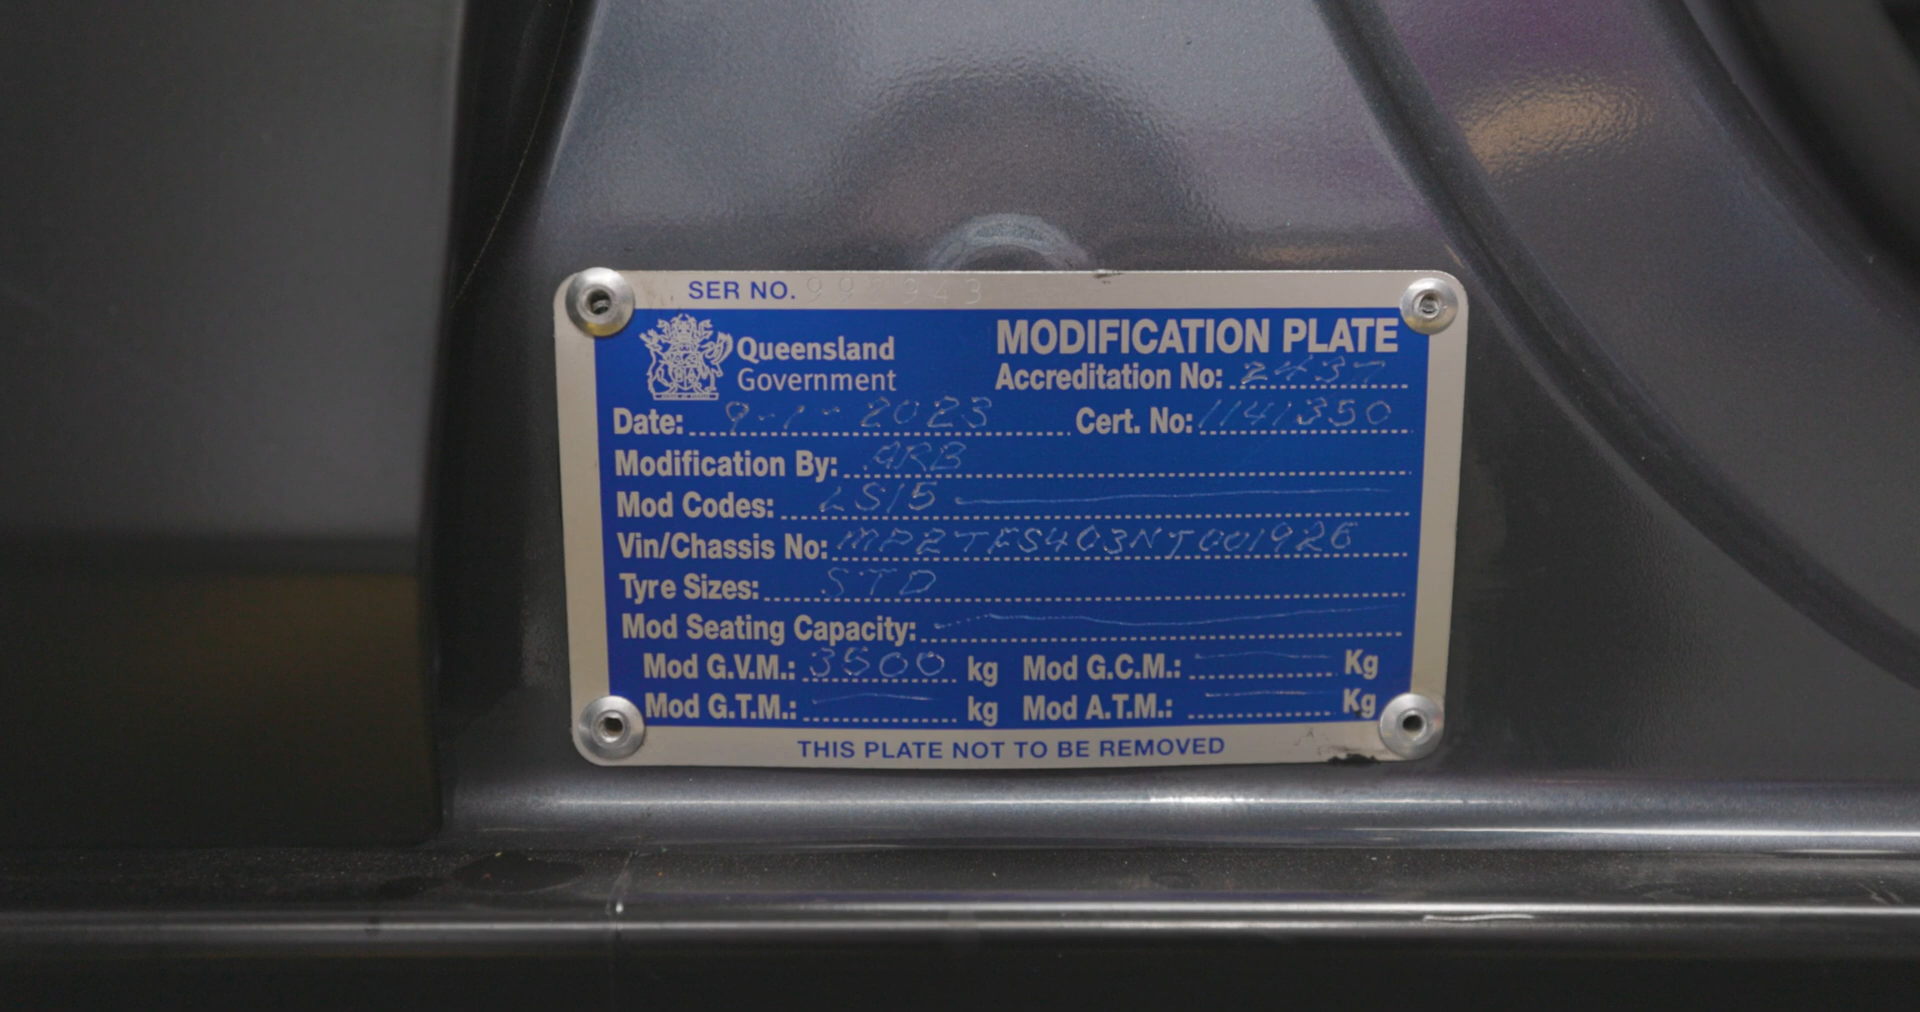 SER NO.
Queensland
Government
MODIFICATION PLATE
Accreditation No: 2437
Date: 9-1-2023 Cert. No: 1141350
Modification By: ARB
Mod Codes: LS15
Vin/Chassis No:
Tyre Sizes: STD
Mod Seating Capacity:
Mod G.V.M.: 3500 kg Mod G.C.M.: Kg
Mod G.T.M.: kg Mod A.T.M.: Kg
THIS PLATE NOT TO BE REMOVED